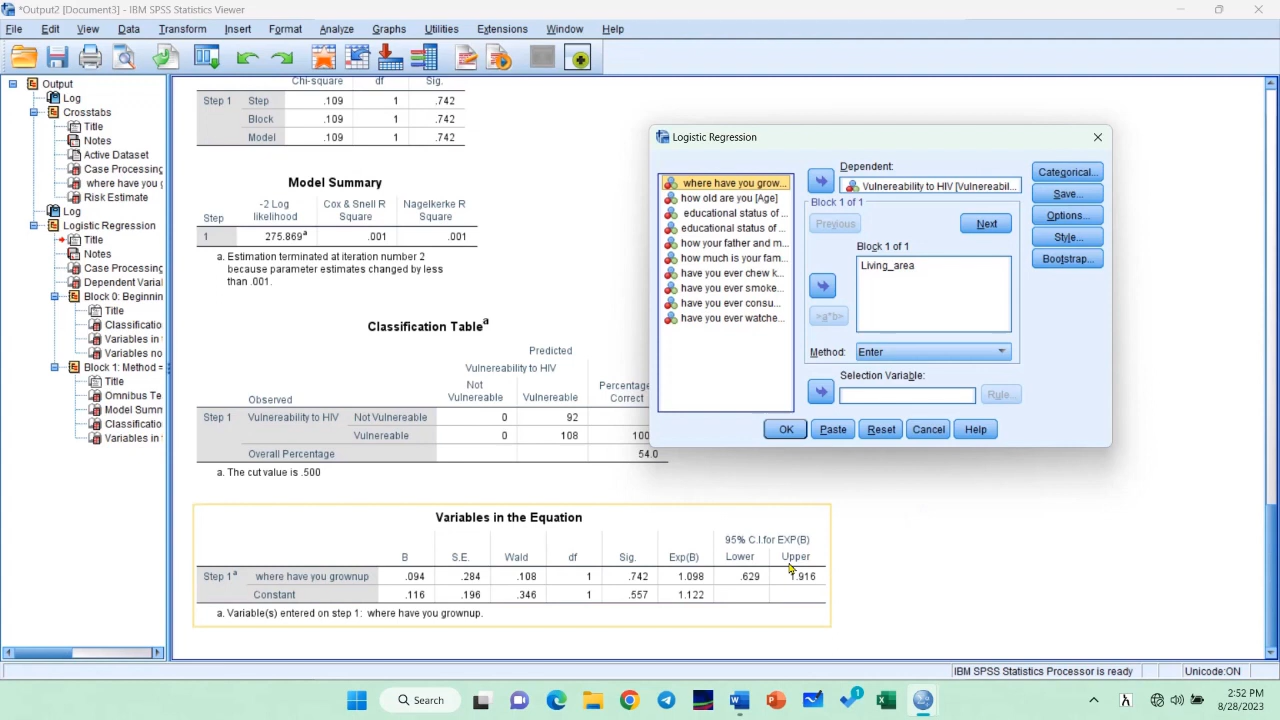 *Output2 [Document3] - IBM SPSS Statistics Viewer
File Edit View Data Transform Insert Format Analyze Graphs Utilities Extensions Window Help
Output
Log
Crosstabs
Title
Notes
Active Dataset
Case Processing
where have you g
Risk Estimate
Log
Logistic Regression
Title
Notes
Case Processing
Dependent Varia
Block 0: Beginnin
Title
Classificatio
Variables in
Variables no
Block 1: Method =
Title
Omnibus Te
Model Summ
Classificatio
Variables in
Chi-square df Sig.
Step 1 Step .109 1 .742
Block .109 1 .742
Model .109 1 .742
Model Summary
Step -2 Log likelihood Cox & Snell R Square Nagelkerke R Square
1 275.869a .001 .001
a. Estimation terminated at iteration number 2
because parameter estimates changed by less
than .001.
Classification Tablea
Predicted
Vulnereability to HIV
Observed Not Vulnereable Vulnereable Percentage Correct
Step 1 Vulnereability to HIV Not Vulnereable 0 92
Vulnereable 0 108 100
Overall Percentage 54.0
a. The cut value is .500
Variables in the Equation
95% C.I.for EXP(B)
B S.E. Wald df Sig. Exp(B) Lower Upper
Step 1a where have you grownup .094 .284 .108 1 .742 1.098 .629 1.916
Constant .116 .196 .346 1 .557 1.122
a. Variable(s) entered on step 1: where have you grownup.
Logistic Regression
where have you grow...
how old are you [Age]
educational status of ...
educational status of ...
how your father and m...
how much is your fam...
have you ever chew k...
have you ever smoke...
have you ever consu...
have you ever watche...
Dependent:
Vulnereability to HIV [Vulnereabil...
Block 1 of 1
Previous Next
Block 1 of 1
Living_area
>a*b>
Method: Enter
Selection Variable:
Rule...
Categorical...
Save...
Options...
Style...
Bootstrap...
OK Paste Reset Cancel Help
IBM SPSS Statistics Processor is ready Unicode:ON
Search
1
2:52 PM
8/28/2023